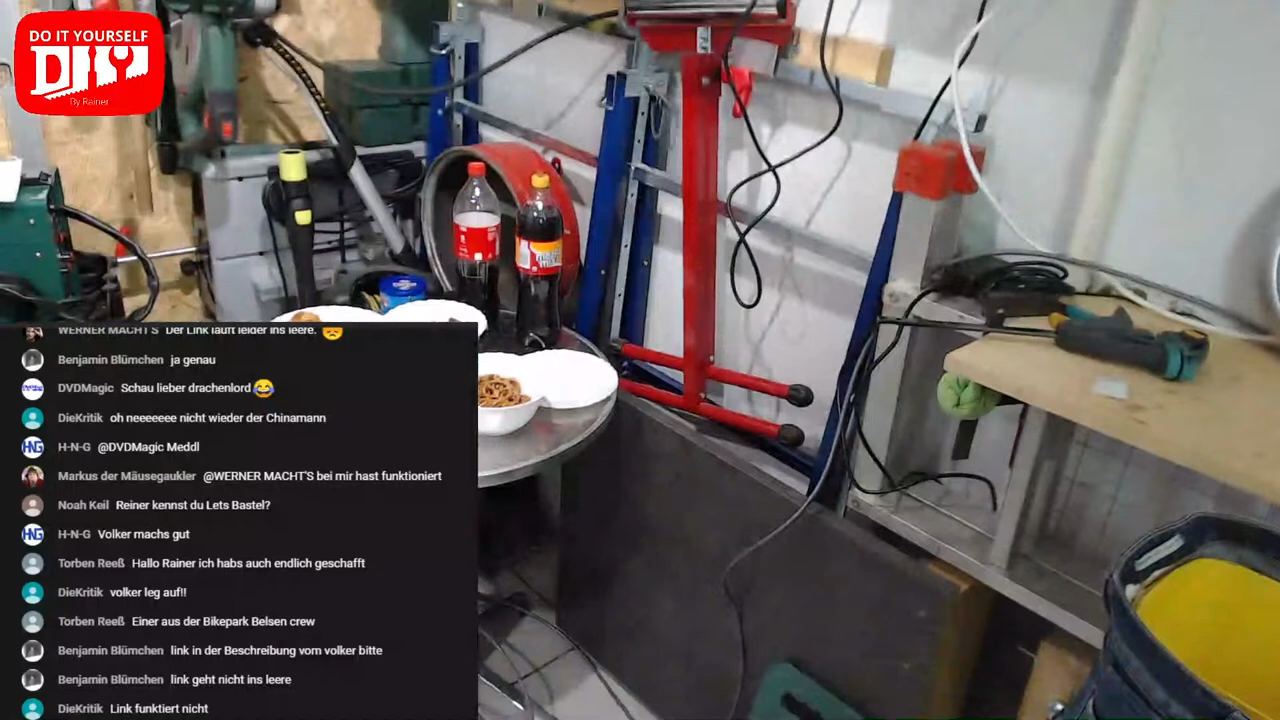 DO IT YOURSELF
DIY
By Rainer
WERNER MACHT'S Der Link läuft leider ins leere. 😞
Benjamin Blümchen ja genau
DVDMagic Schau lieber drachenlord 😂
DieKritik oh neeeeeee nicht wieder der Chinamann
H-N-G @DVDMagic Meddl
Markus der Mäusegaukler @WERNER MACHT'S bei mir hast funktioniert
Noah Keil Reiner kennst du Lets Bastel?
H-N-G Volker machs gut
Torben Reeß Hallo Rainer ich habs auch endlich geschafft
DieKritik volker leg auf!!
Torben Reeß Einer aus der Bikepark Belsen crew
Benjamin Blümchen link in der Beschreibung vom volker bitte
Benjamin Blümchen link geht nicht ins leere
DieKritik Link funktiert nicht